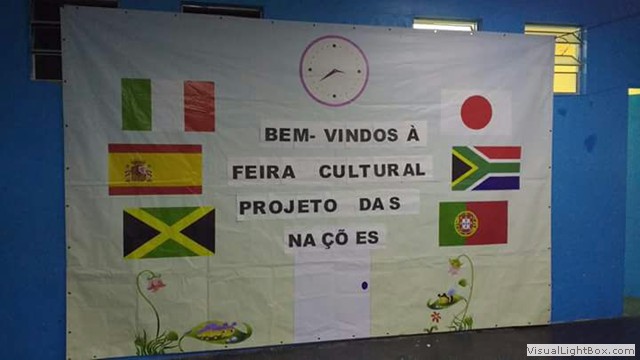 BEM- VINDOS À
FEIRA CULTURAL
PROJETO DAS
NAÇÕES
VisualLightBox.com